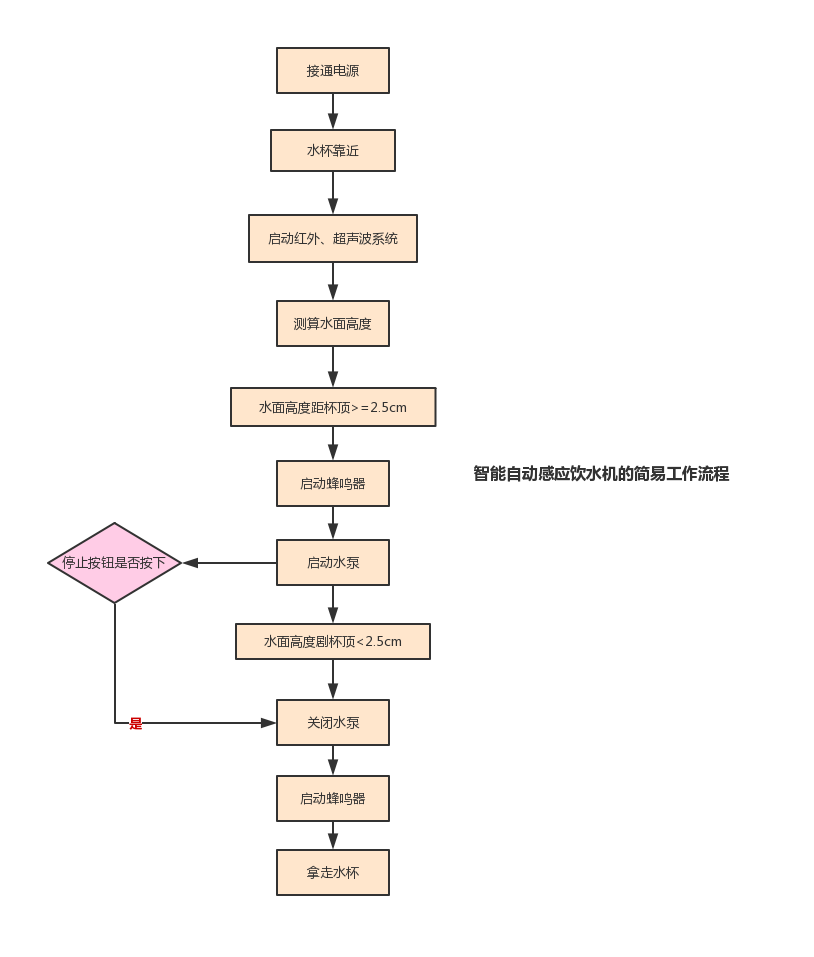 接通电源
水杯靠近
启动红外、超声波系统
测算水面高度
水面高度距杯顶>=2.5cm
启动蜂鸣器
智能自动感应饮水机的简易工作流程
启动水泵
停止按钮是否按下
水面高度剧杯顶<2.5cm
是
关闭水泵
启动蜂鸣器
拿走水杯